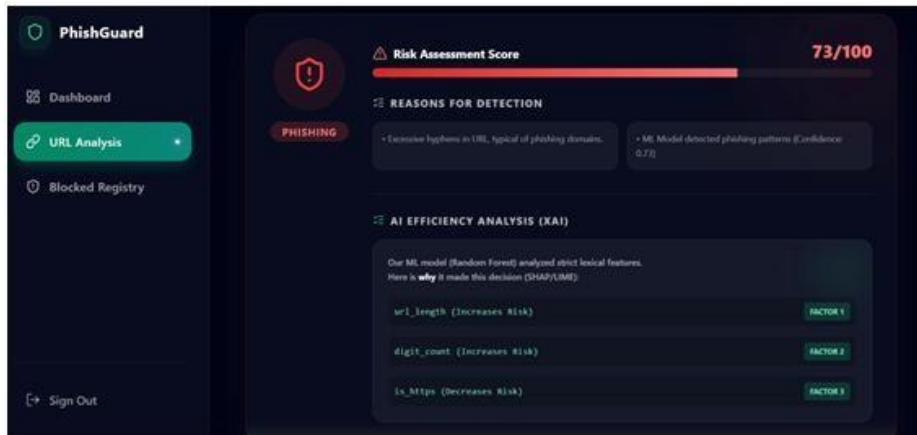 PhishGuard
Dashboard
URL Analysis
Blocked Registry
Sign Out
Risk Assessment Score
73/100
PHISHING
REASONS FOR DETECTION
• Excessive hyphens in URL, typical of phishing domains.
• ML Model detected phishing patterns (Confidence:
0.73)
AI EFFICIENCY ANALYSIS (XAI)
Our ML model (Random Forest) analyzed strict lexical features.
Here is why it made this decision (SHAP/LIME):
url_length (Increases Risk)
FACTOR 1
digit_count (Increases Risk)
FACTOR 2
is_https (Decreases Risk)
FACTOR 3